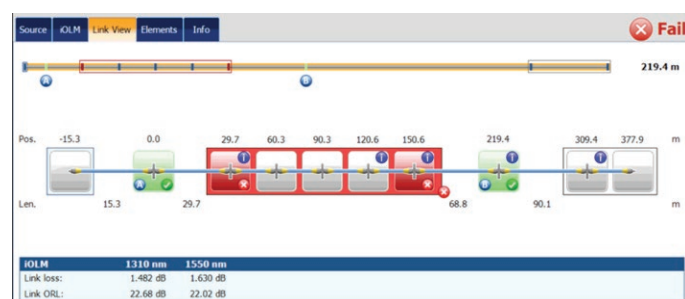 Source iOLM Link View Elements Info Fail
219.4 m
A B
Pos. -15.3 0.0 29.7 60.3 90.3 120.6 150.6 219.4 309.4 377.9 m
A B
Len. 15.3 29.7 68.8 90.1 m
iOLM 1310 nm 1550 nm
Link loss: 1.482 dB 1.630 dB
Link ORL: 22.68 dB 22.02 dB